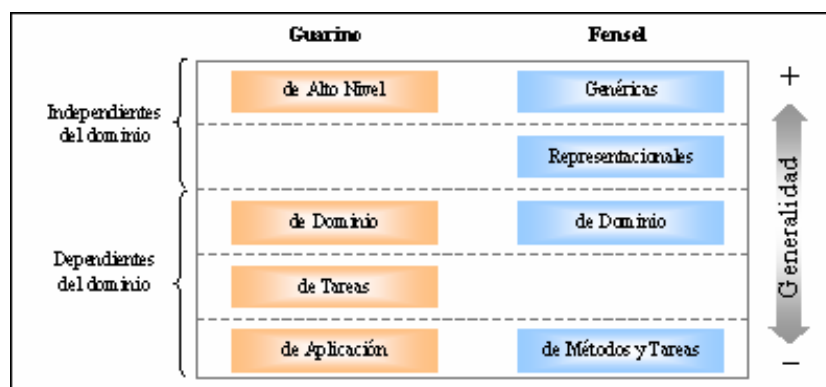 Guarino Fensel
de Alto Nivel Genéricas +
Independientes
del dominio
Representacionales
de Dominio de Dominio
Dependientes
del dominio
de Tareas
de Aplicación de Métodos y Tareas −
Generalidad